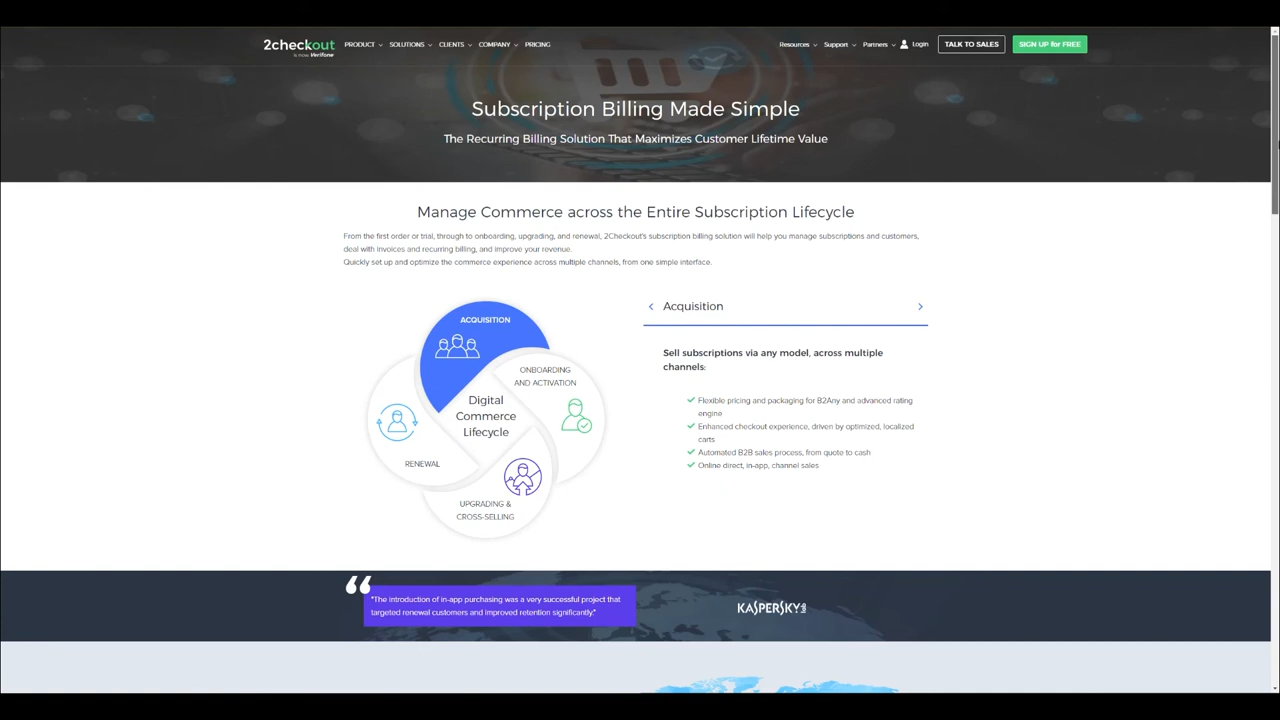 2checkout
is now Verifone
PRODUCT
SOLUTIONS
CLIENTS
COMPANY
PRICING
Resources
Support
Partners
Login
TALK TO SALES
SIGN UP for FREE
Subscription Billing Made Simple
The Recurring Billing Solution That Maximizes Customer Lifetime Value
Manage Commerce across the Entire Subscription Lifecycle
From the first order or trial, through to onboarding, upgrading, and renewal, 2Checkout's subscription billing solution will help you manage subscriptions and customers,
deal with invoices and recurring billing, and improve your revenue.
Quickly set up and optimize the commerce experience across multiple channels, from one simple interface.
ACQUISITION
ONBOARDING
AND ACTIVATION
Digital
Commerce
Lifecycle
RENEWAL
UPGRADING &
CROSS-SELLING
Acquisition
Sell subscriptions via any model, across multiple
channels:
Flexible pricing and packaging for B2Any and advanced rating
engine
Enhanced checkout experience, driven by optimized, localized
carts
Automated B2B sales process, from quote to cash
Online direct, in-app, channel sales
"The introduction of in-app purchasing was a very successful project that
targeted renewal customers and improved retention significantly."
KASPERSKY lab